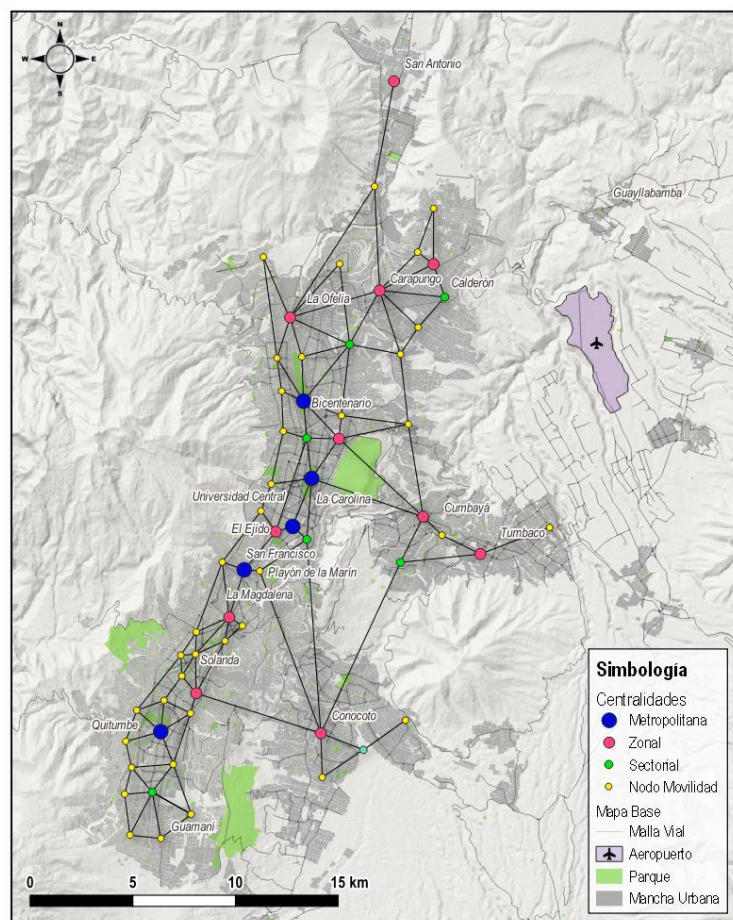 N
W E
S
San Antonio
Guayllabamba
Carapungo
Calderón
La Ofelia
Bicentenario
Universidad Central
La Carolina
Cumbayá
El Ejido
Tumbaco
San Francisco
Playón de la Marín
La Magdalena
Solanda
Quitumbe
Conocoto
Guamaní
Simbología
Centralidades
Metropolitana
Zonal
Sectorial
Nodo Movilidad
Mapa Base
Malla Vial
Aeropuerto
Parque
Mancha Urbana
0 5 10 15 km